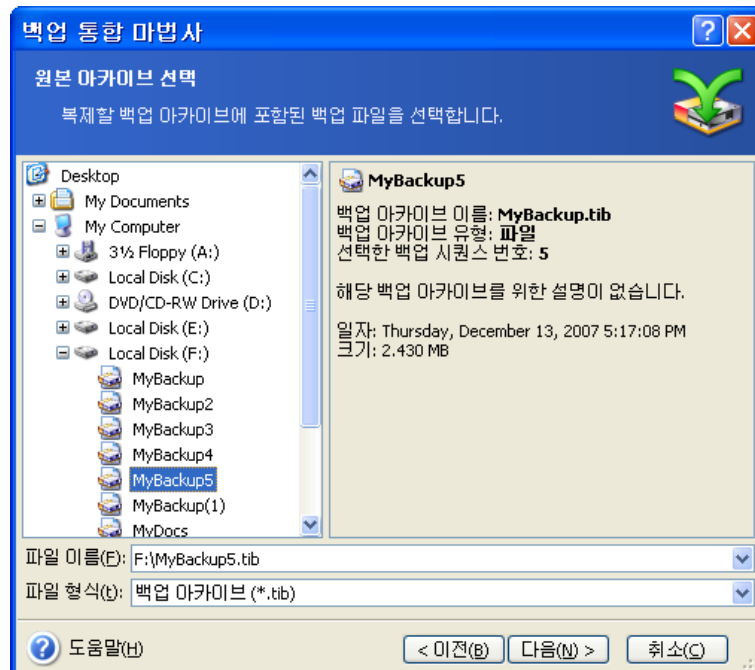 백업 통합 마법사
원본 아카이브 선택
복제할 백업 아카이브에 포함된 백업 파일을 선택합니다.
Desktop
My Documents
My Computer
3½ Floppy (A:)
Local Disk (C:)
DVD/CD-RW Drive (D:)
Local Disk (E:)
Local Disk (F:)
MyBackup
MyBackup2
MyBackup3
MyBackup4
MyBackup5
MyBackup(1)
MyDocs
MyBackup5
백업 아카이브 이름: MyBackup.tib
백업 아카이브 유형: 파일
선택한 백업 시퀀스 번호: 5
해당 백업 아카이브를 위한 설명이 없습니다.
일자: Thursday, December 13, 2007 5:17:08 PM
크기: 2.430 MB
파일 이름(F): F:\MyBackup5.tib
파일 형식(t): 백업 아카이브 (*.tib)
도움말(H)
< 이전(B)
다음(N) >
취소(C)